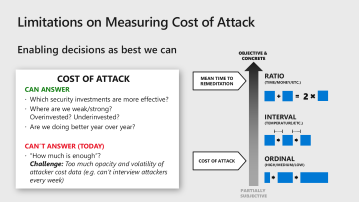 Limitations on Measuring Cost of Attack
Enabling decisions as best we can
COST OF ATTACK
CAN ANSWER
· Which security investments are more effective?
· Where are we weak/strong?
Overinvested? Underinvested?
· Are we doing better year over year?
CAN'T ANSWER (TODAY)
· "How much is enough"?
Challenge: Too much opacity and volatility of
attacker cost data (e.g. can't interview attackers
every week)
OBJECTIVE &
CONCRETE
MEAN TIME TO
REMEDIATION
COST OF ATTACK
PARTIALLY
SUBJECTIVE
RATIO
(TIME/MONEY/ETC.)
+ = 2 ×
INTERVAL
(TEMPERATURE/ETC.)
+ +
ORDINAL
(HIGH/MEDIUM/LOW)
+ +